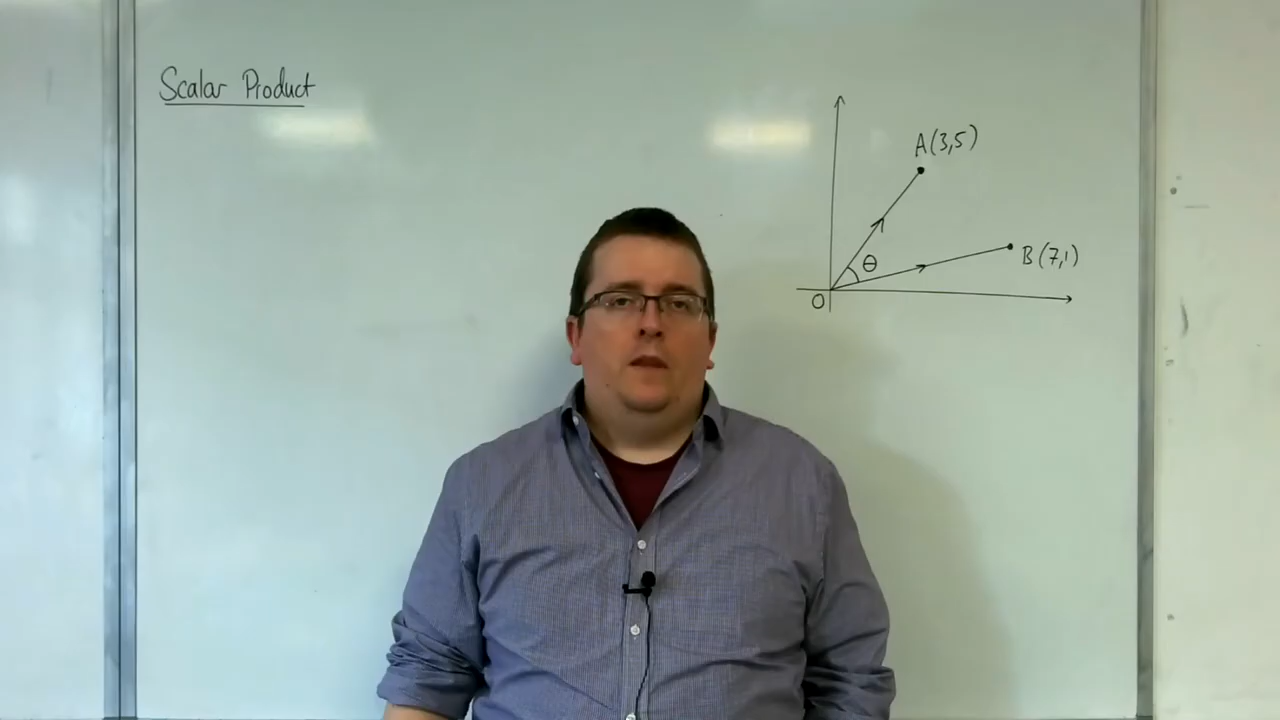 Scalar Product
A(3,5)
θ
B(7,1)
O